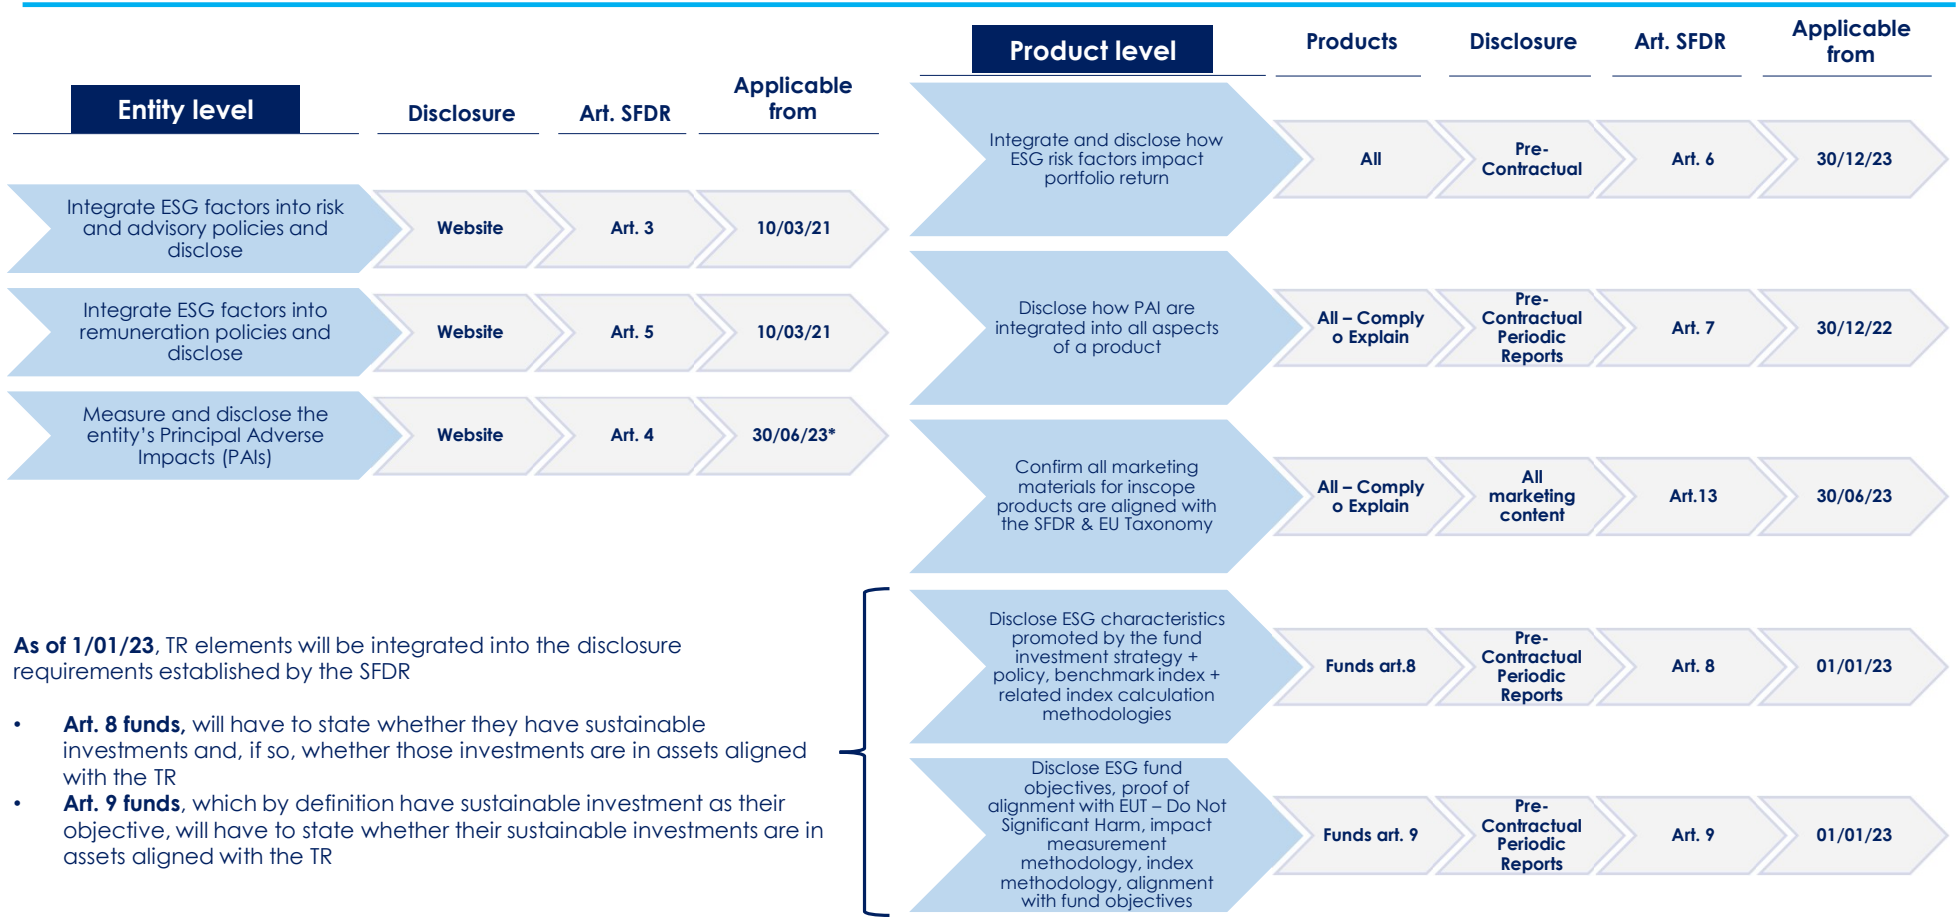 Entity level
Disclosure
Art. SFDR
Applicable
from
Integrate ESG factors into risk
and advisory policies and
disclose
Website
Art. 3
10/03/21
Integrate ESG factors into
remuneration policies and
disclose
Website
Art. 5
10/03/21
Measure and disclose the
entity’s Principal Adverse
Impacts (PAIs)
Website
Art. 4
30/06/23*
As of 1/01/23, TR elements will be integrated into the disclosure
requirements established by the SFDR
• Art. 8 funds, will have to state whether they have sustainable
investments and, if so, whether those investments are in assets aligned
with the TR
• Art. 9 funds, which by definition have sustainable investment as their
objective, will have to state whether their sustainable investments are in
assets aligned with the TR
Product level
Products
Disclosure
Art. SFDR
Applicable
from
Integrate and disclose how
ESG risk factors impact
portfolio return
All
Pre-
Contractual
Art. 6
30/12/23
Disclose how PAI are
integrated into all aspects
of a product
All – Comply
o Explain
Pre-
Contractual
Periodic
Reports
Art. 7
30/12/22
Confirm all marketing
materials for inscope
products are aligned with
the SFDR & EU Taxonomy
All – Comply
o Explain
All
marketing
content
Art.13
30/06/23
Disclose ESG characteristics
promoted by the fund
investment strategy +
policy, benchmark index +
related index calculation
methodologies
Funds art.8
Pre-
Contractual
Periodic
Reports
Art. 8
01/01/23
Disclose ESG fund
objectives, proof of
alignment with EUT – Do Not
Significant Harm, impact
measurement
methodology, index
methodology, alignment
with fund objectives
Funds art. 9
Pre-
Contractual
Periodic
Reports
Art. 9
01/01/23